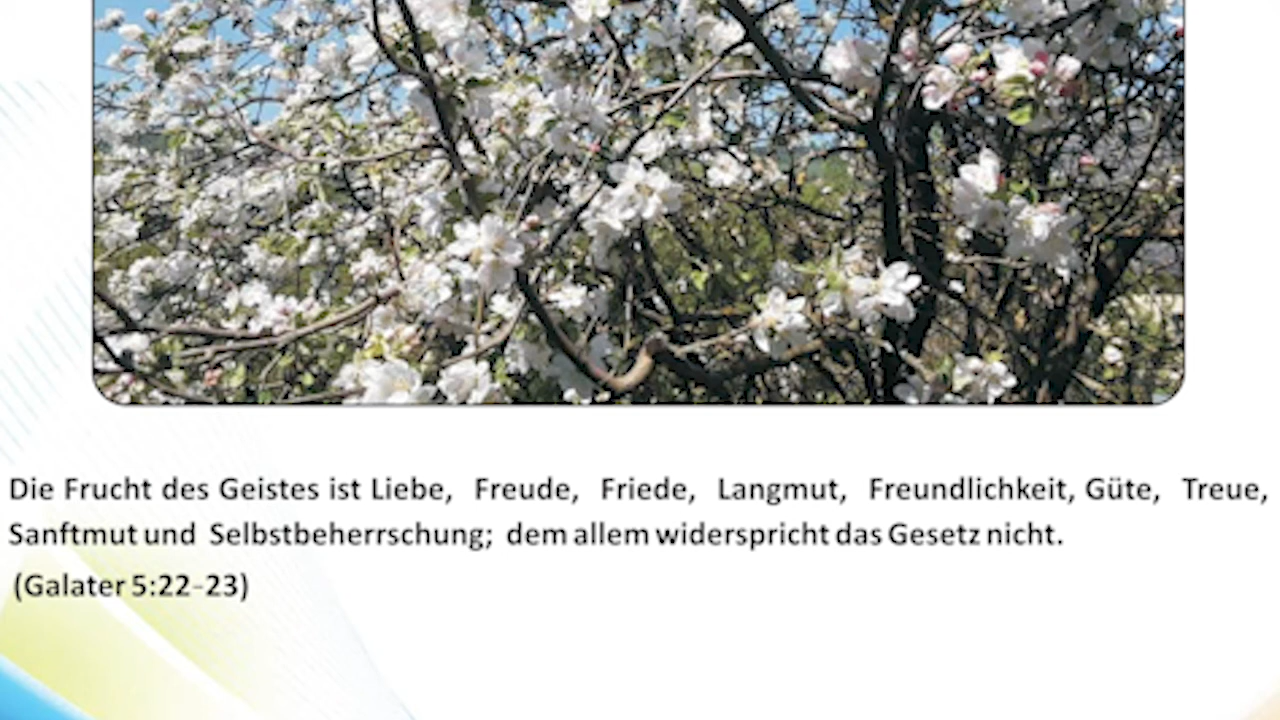 Die Frucht des Geistes ist Liebe, Freude, Friede, Langmut, Freundlichkeit, Güte, Treue,
Sanftmut und Selbstbeherrschung; dem allem widerspricht das Gesetz nicht.
(Galater 5:22-23)